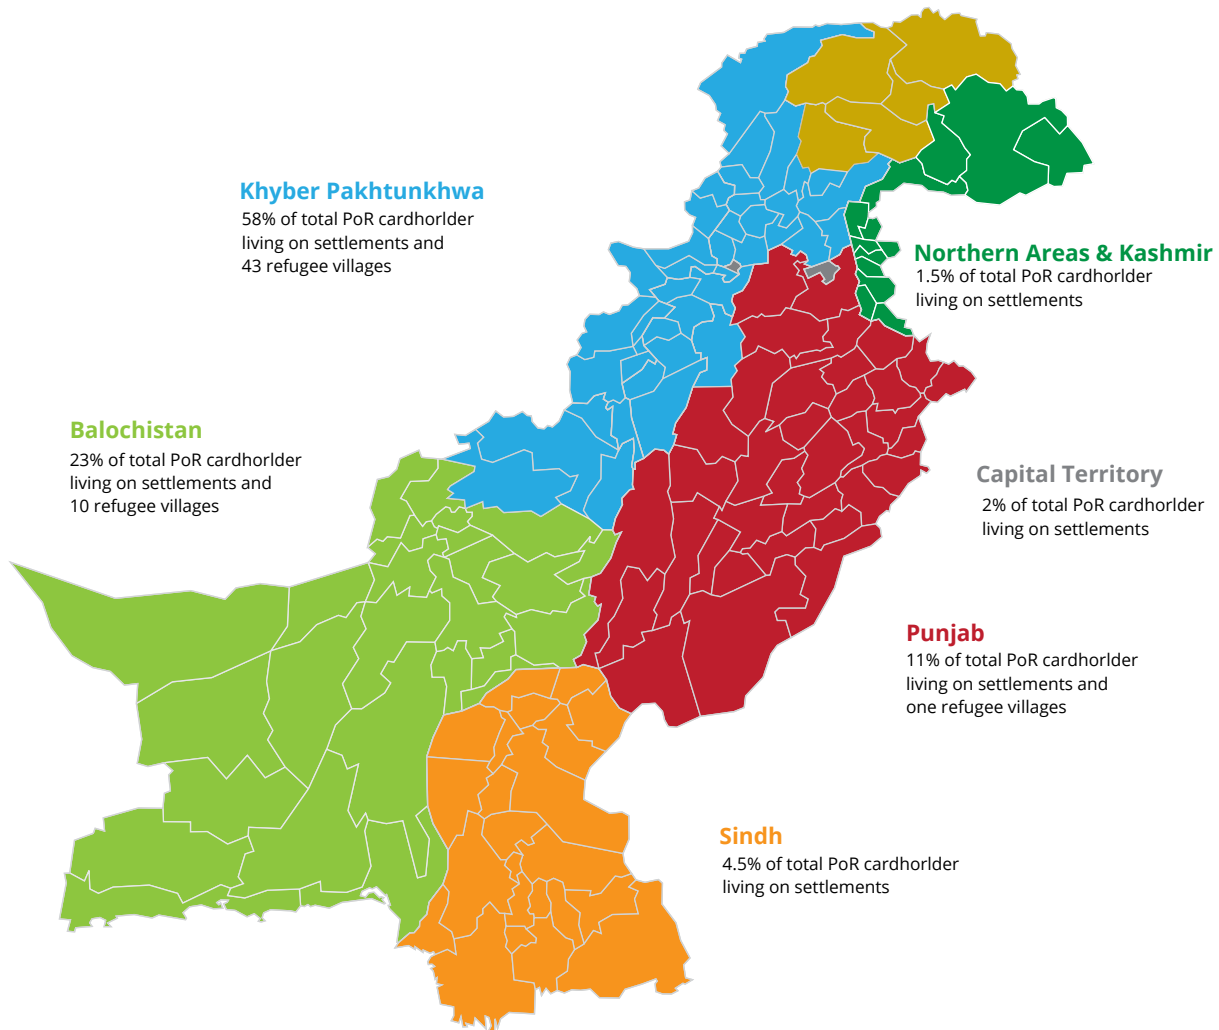 Khyber Pakhtunkhwa
58% of total PoR cardhorlder
living on settlements and
43 refugee villages
Northern Areas & Kashmir
1.5% of total PoR cardhorlder
living on settlements
Balochistan
23% of total PoR cardhorlder
living on settlements and
10 refugee villages
Capital Territory
2% of total PoR cardhorlder
living on settlements
Punjab
11% of total PoR cardhorlder
living on settlements and
one refugee villages
Sindh
4.5% of total PoR cardhorlder
living on settlements